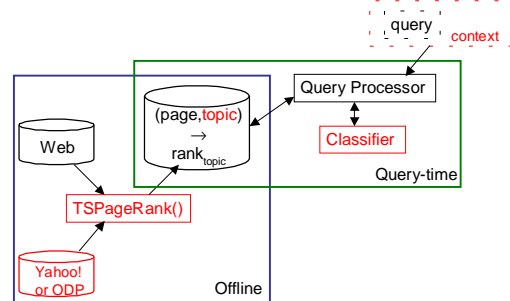 query
context
Query Processor
(page,topic)
→
rank_topic
Classifier
Web
Query-time
TSPageRank()
Yahoo!
or ODP
Offline